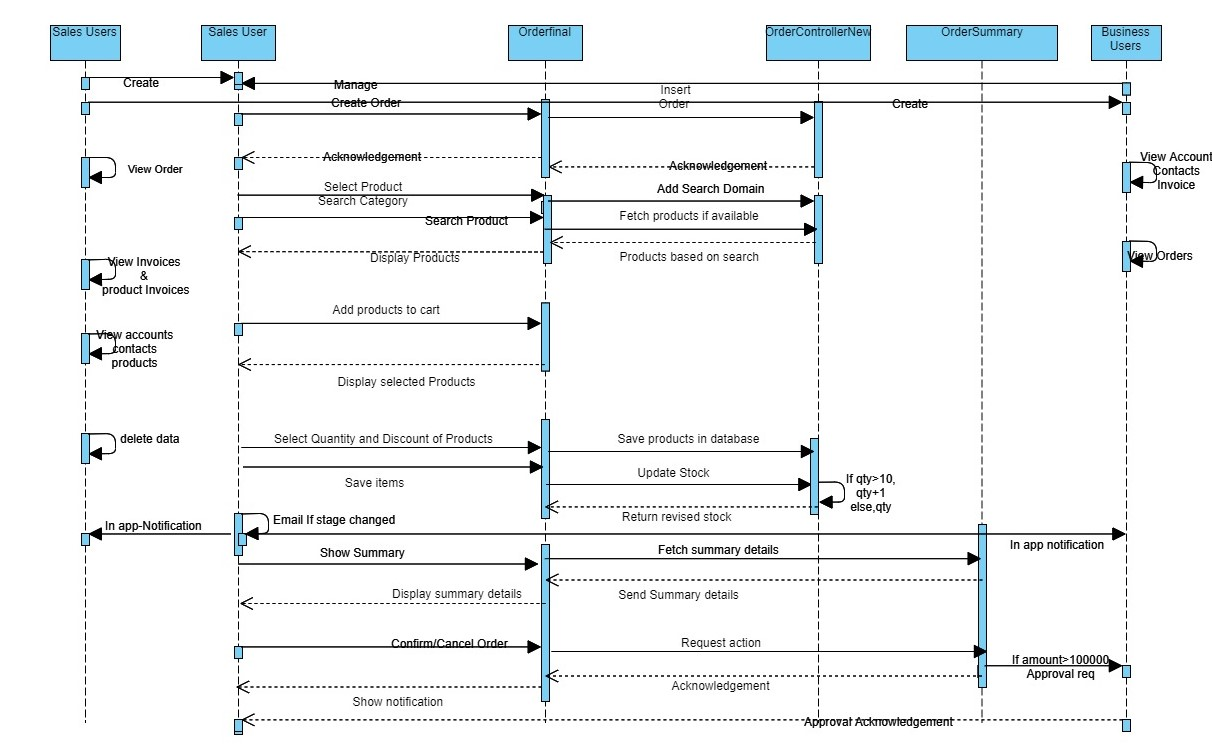 Sales Users
Sales User
Orderfinal
OrderControllerNew
OrderSummary
Business
Users
Create
Manage
Insert
Order
Create Order
Create
Acknowledgement
Acknowledgement
View Order
View Account
Contacts
Invoice
Select Product
Search Category
Add Search Domain
Search Product
Fetch products if available
Display Products
Products based on search
View Orders
View Invoices
&
product Invoices
Add products to cart
View accounts
contacts
products
Display selected Products
delete data
Select Quantity and Discount of Products
Save products in database
Save items
Update Stock
If qty>10,
qty+1
else,qty
Return revised stock
Email If stage changed
In app-Notification
In app notification
Show Summary
Fetch summary details
Display summary details
Send Summary details
Confirm/Cancel Order
Request action
If amount>100000
Approval req
Acknowledgement
Show notification
Approval Acknowledgement